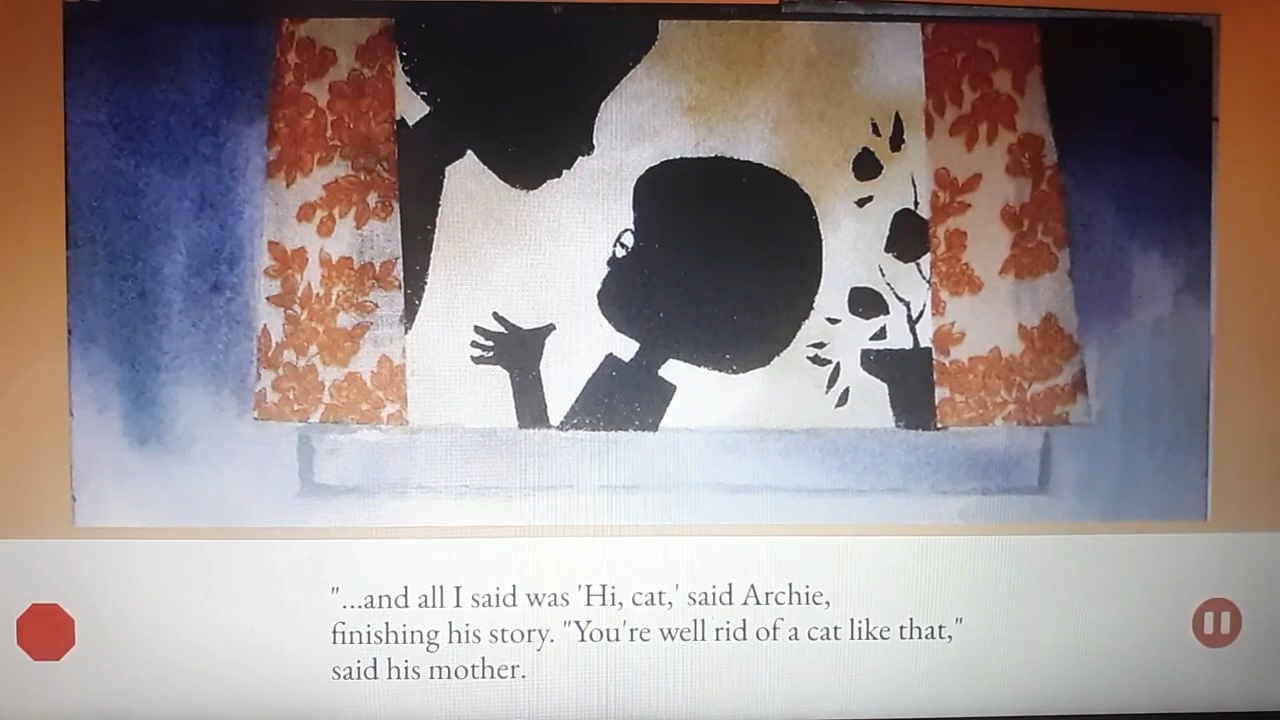 "...and all I said was 'Hi, cat,' said Archie,
finishing his story. "You're well rid of a cat like that,"
said his mother.